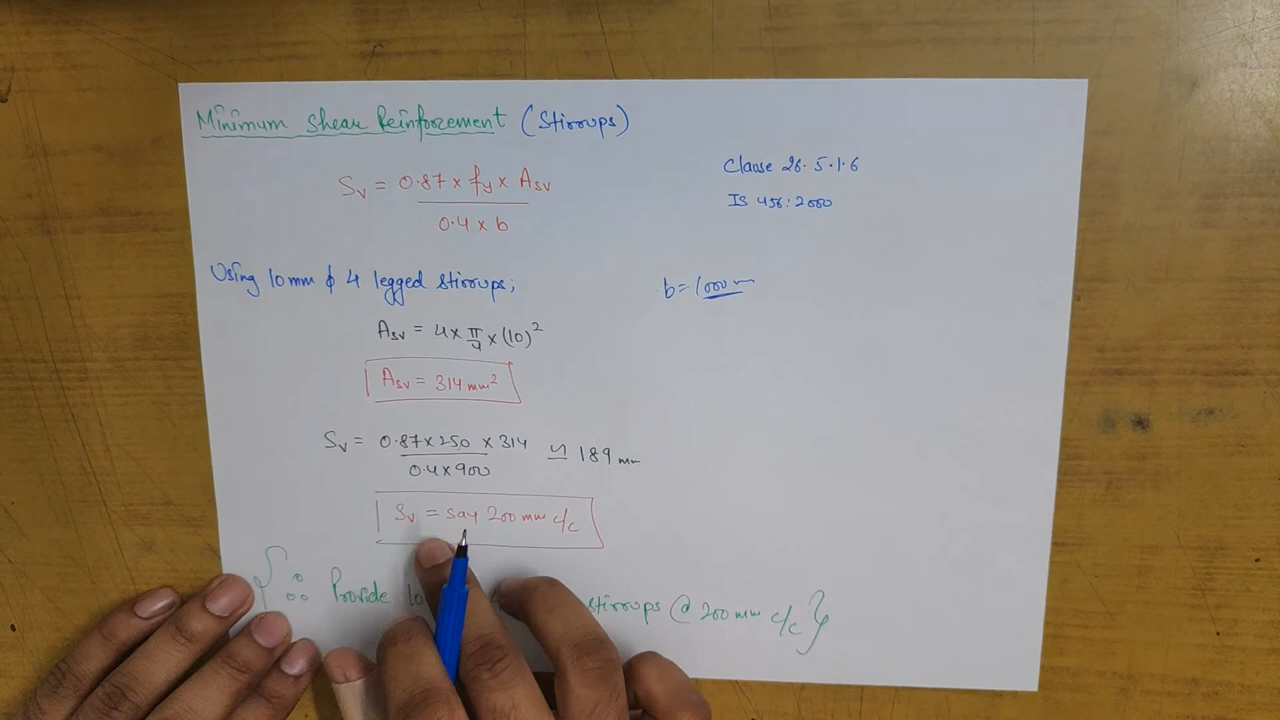 Minimum Shear Reinforcement (Stirrups)
Clause 26.5.1.6
IS 456:2000
Sv = 0.87 x fy x Asv
0.4 x b
Using 10mm ϕ 4 legged stirrups;
b = 1000
Asv = 4 x π/4 x (10)²
Asv = 314 mm²
Sv = 0.87 x 250 x 314 ≃ 189 mm
0.4 x 900
Sv = say 200 mm c/c
{ ∴ Provide 10 stirrups @ 200 mm c/c }